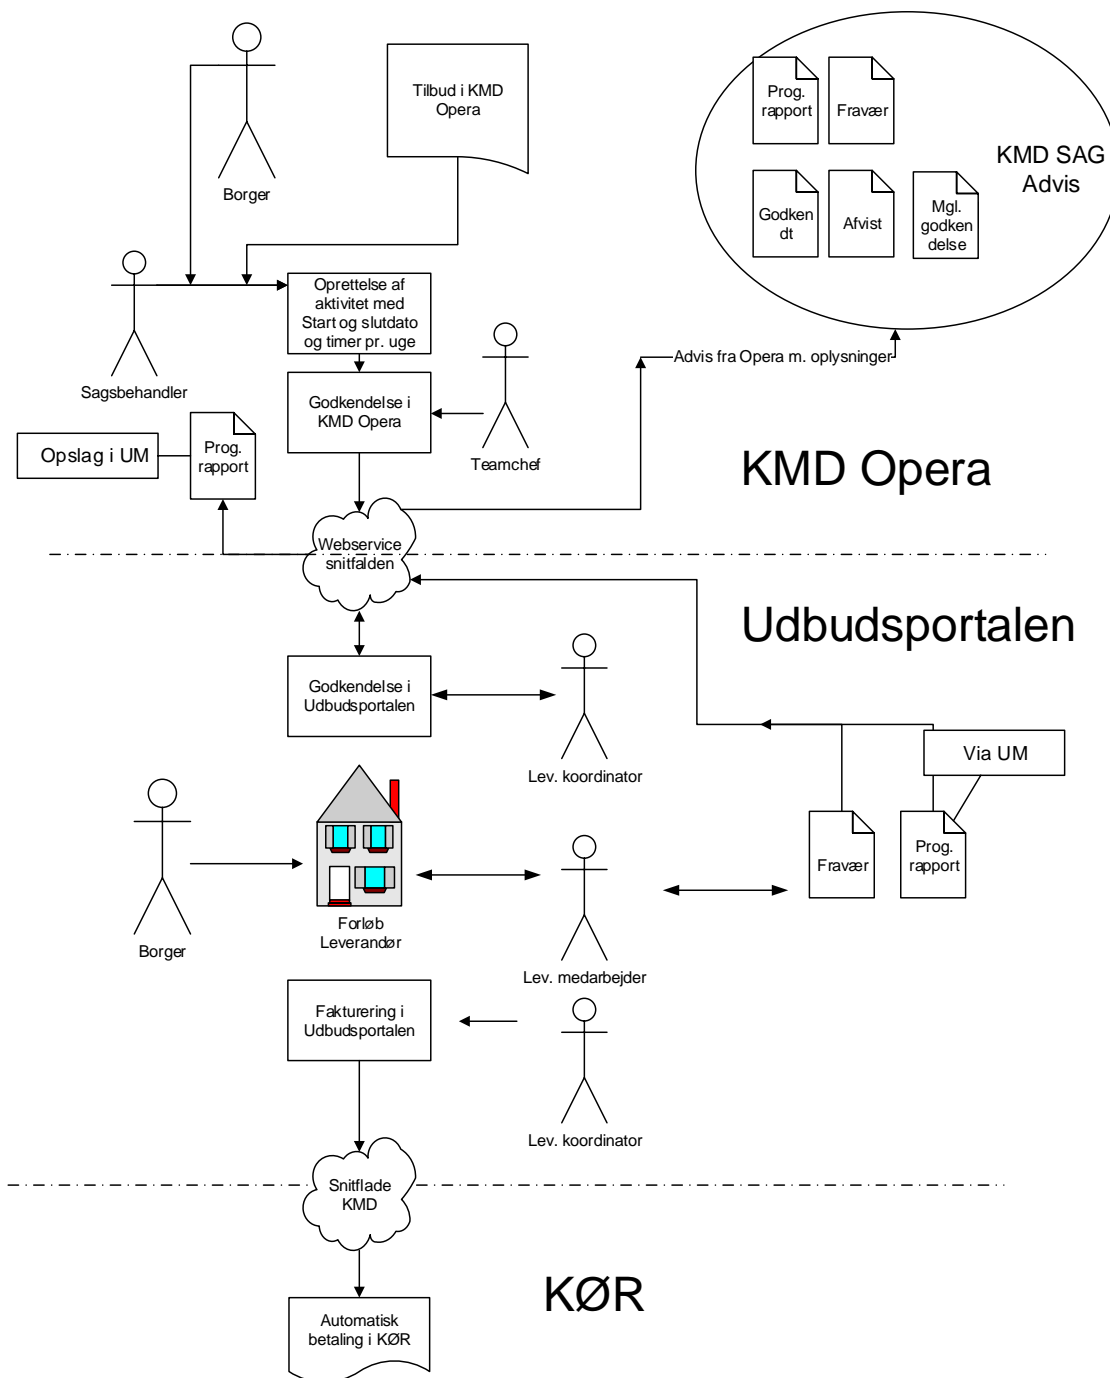 Tilbud i KMD
Opera
Borger
Prog.
rapport
Fravær
KMD SAG
Advis
Godken
dt
Afvist
Mgl.
godken
delse
Oprettelse af
aktivitet med
Start og slutdato
og timer pr. uge
Sagsbehandler
Advis fra Opera m. oplysninger
Godkendelse i
KMD Opera
Teamchef
Opslag i UM
Prog.
rapport
KMD Opera
Webservice
snitfalden
Udbudsportalen
Godkendelse i
Udbudsportalen
Lev. koordinator
Via UM
Borger
Forløb
Leverandør
Lev. medarbejder
Fravær
Prog.
rapport
Fakturering i
Udbudsportalen
Lev. koordinator
Snitflade
KMD
KØR
Automatisk
betaling i KØR